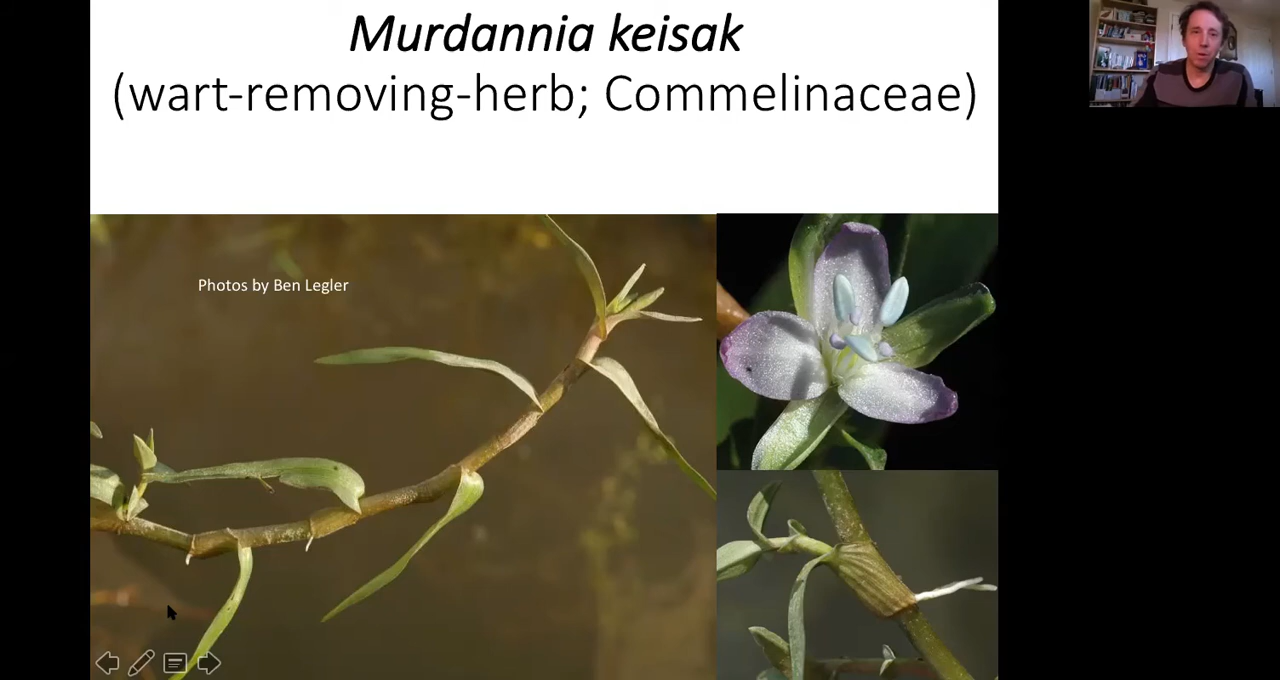 Murdannia keisak
(wart-removing-herb; Commelinaceae)
Photos by Ben Legler